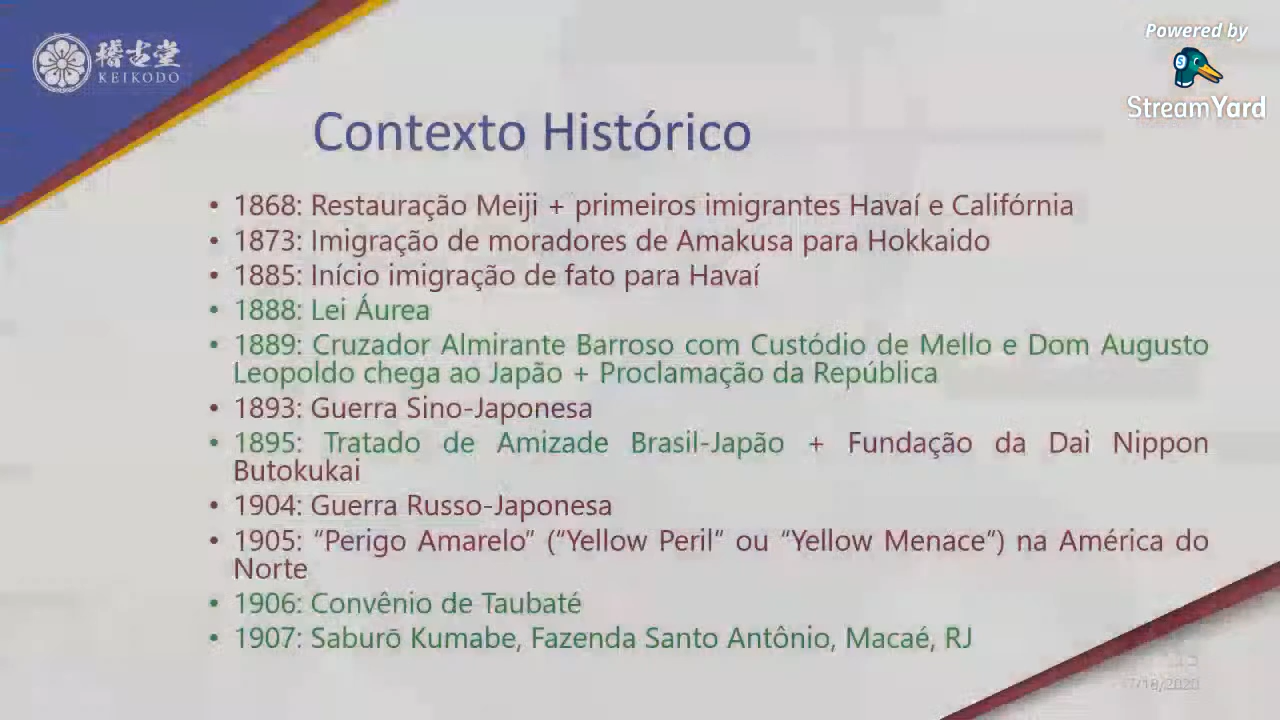 稽古堂
KEIKODO
Powered by
StreamYard
Contexto Histórico
• 1868: Restauração Meiji + primeiros imigrantes Havaí e Califórnia
• 1873: Imigração de moradores de Amakusa para Hokkaido
• 1885: Início imigração de fato para Havaí
• 1888: Lei Áurea
• 1889: Cruzador Almirante Barroso com Custódio de Mello e Dom Augusto
Leopoldo chega ao Japão + Proclamação da República
• 1893: Guerra Sino-Japonesa
• 1895: Tratado de Amizade Brasil-Japão + Fundação da Dai Nippon
Butokukai
• 1904: Guerra Russo-Japonesa
• 1905: “Perigo Amarelo” (“Yellow Peril” ou “Yellow Menace”) na América do
Norte
• 1906: Convênio de Taubaté
• 1907: Saburō Kumabe, Fazenda Santo Antônio, Macaé, RJ
7/18/2020